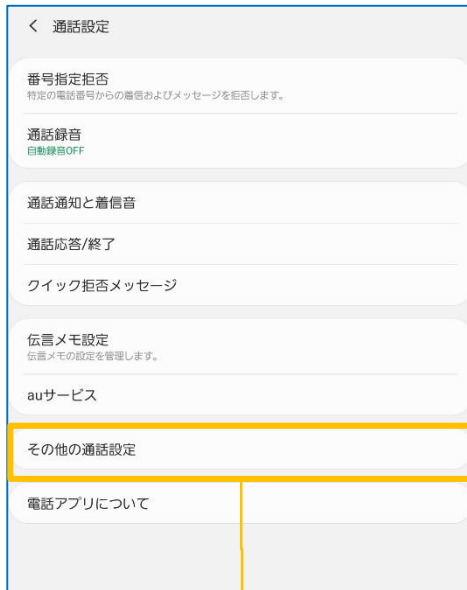 く 通話設定
番号指定拒否
特定の電話番号からの着信およびメッセージを拒否します。
通話録音
自動録音OFF
通話通知と着信音
通話応答/終了
クイック拒否メッセージ
伝言メモ設定
伝言メモの設定を管理します。
auサービス
その他の通話設定
電話アプリについて